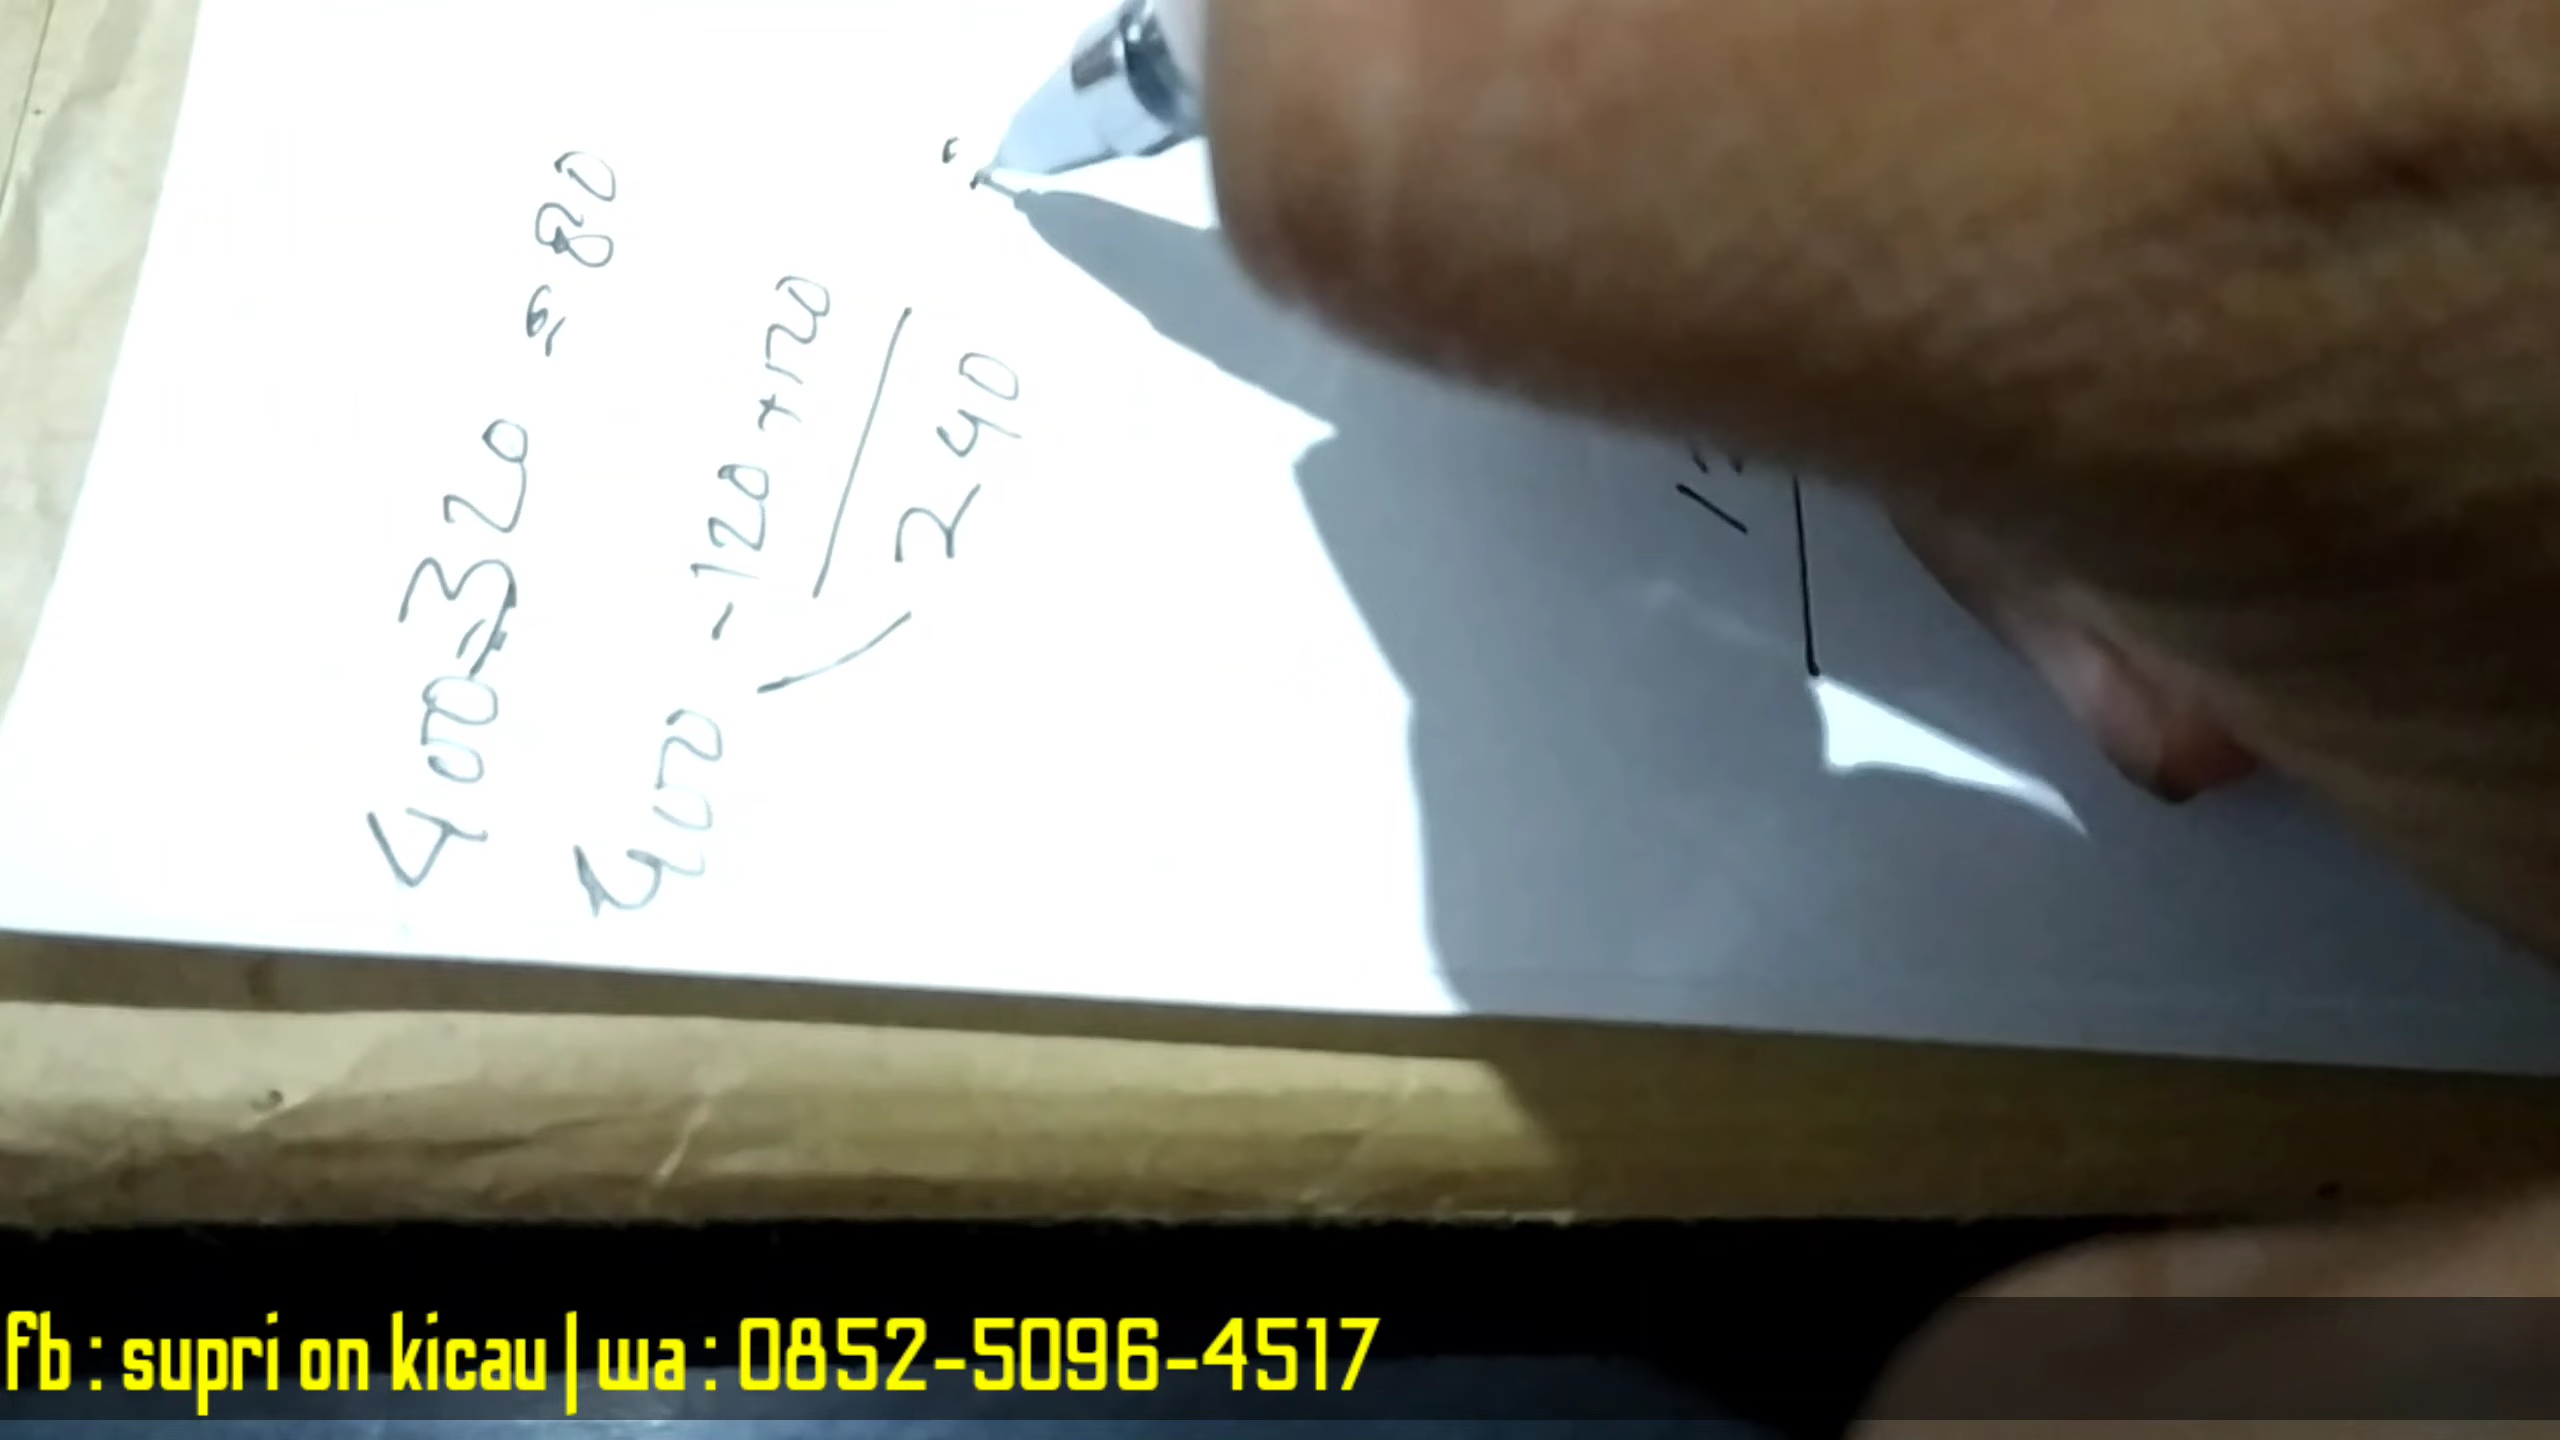 400-320 = 80
400 - 120 + 120
- 240
=
fb : supri on kicau | wa : 0852-5096-4517